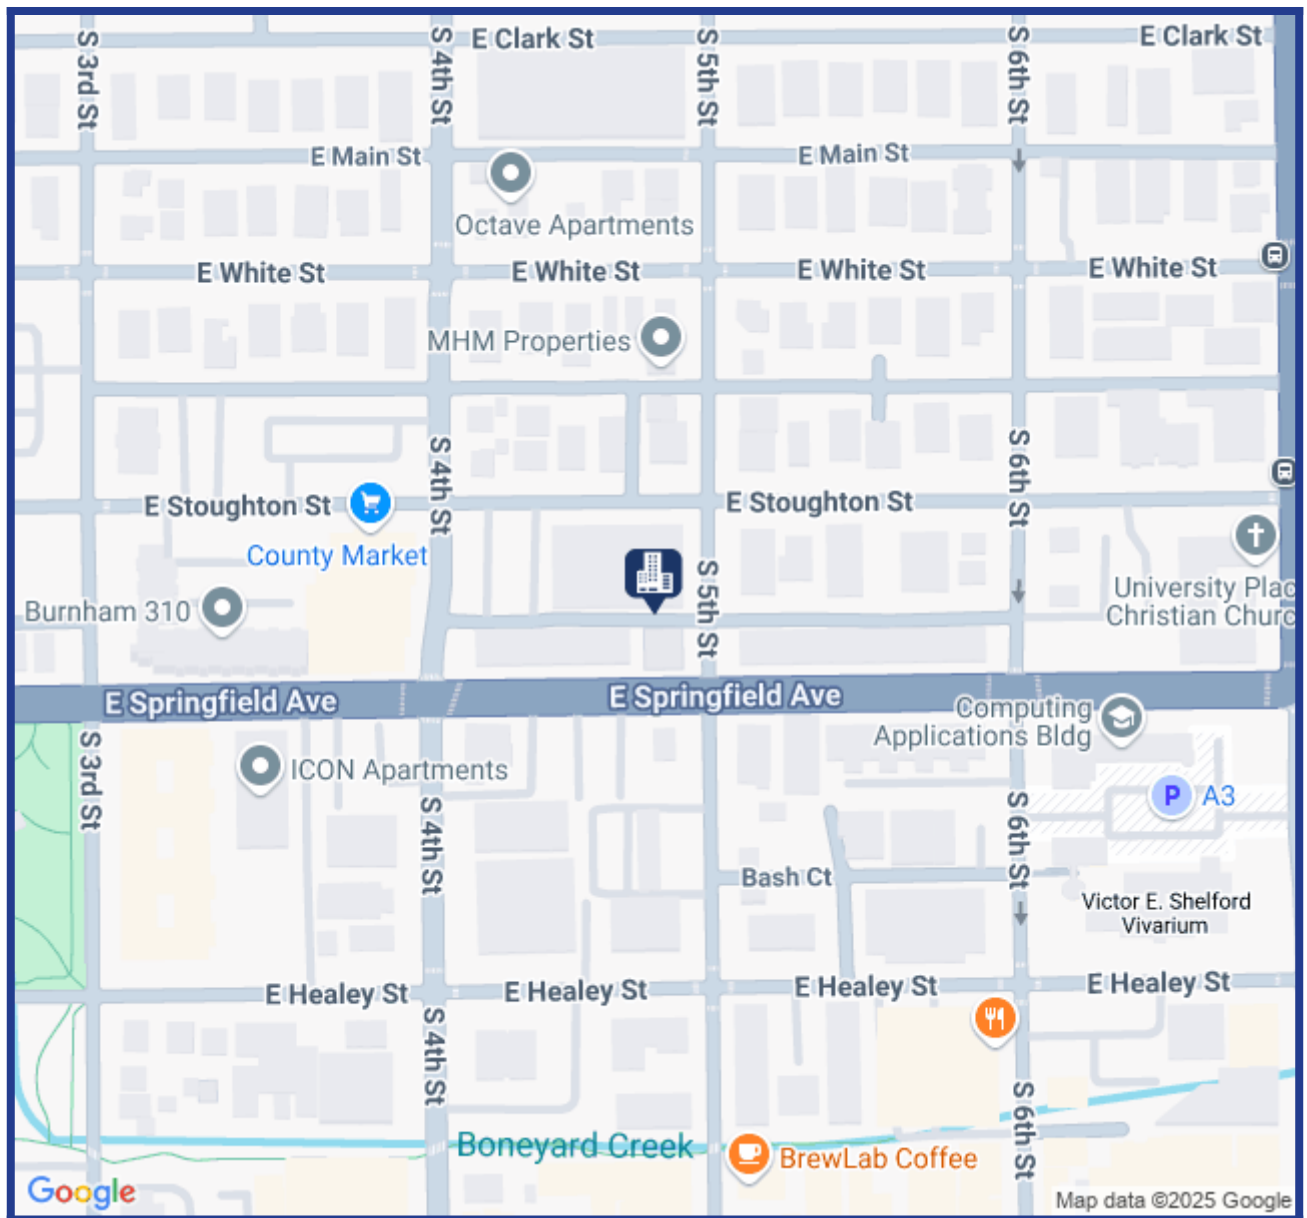 S 3rd St
S 4th St
E Clark St
S 5th St
S 6th St
E Clark St
E Main St
E Main St
Octave Apartments
E White St
E White St
E White St
E White St
MHM Properties
S 4th St
S 6th St
E Stoughton St
E Stoughton St
County Market
S 5th St
Burnham 310
University Plac
Christian Churc
E Springfield Ave
E Springfield Ave
Computing
Applications Bldg
S 3rd St
ICON Apartments
S 4th St
S 6th St
P A3
Bash Ct
Victor E. Shelford
Vivarium
E Healey St
E Healey St
E Healey St
E Healey St
S 4th St
S 6th St
Boneyard Creek
BrewLab Coffee
Google
Map data ©2025 Google